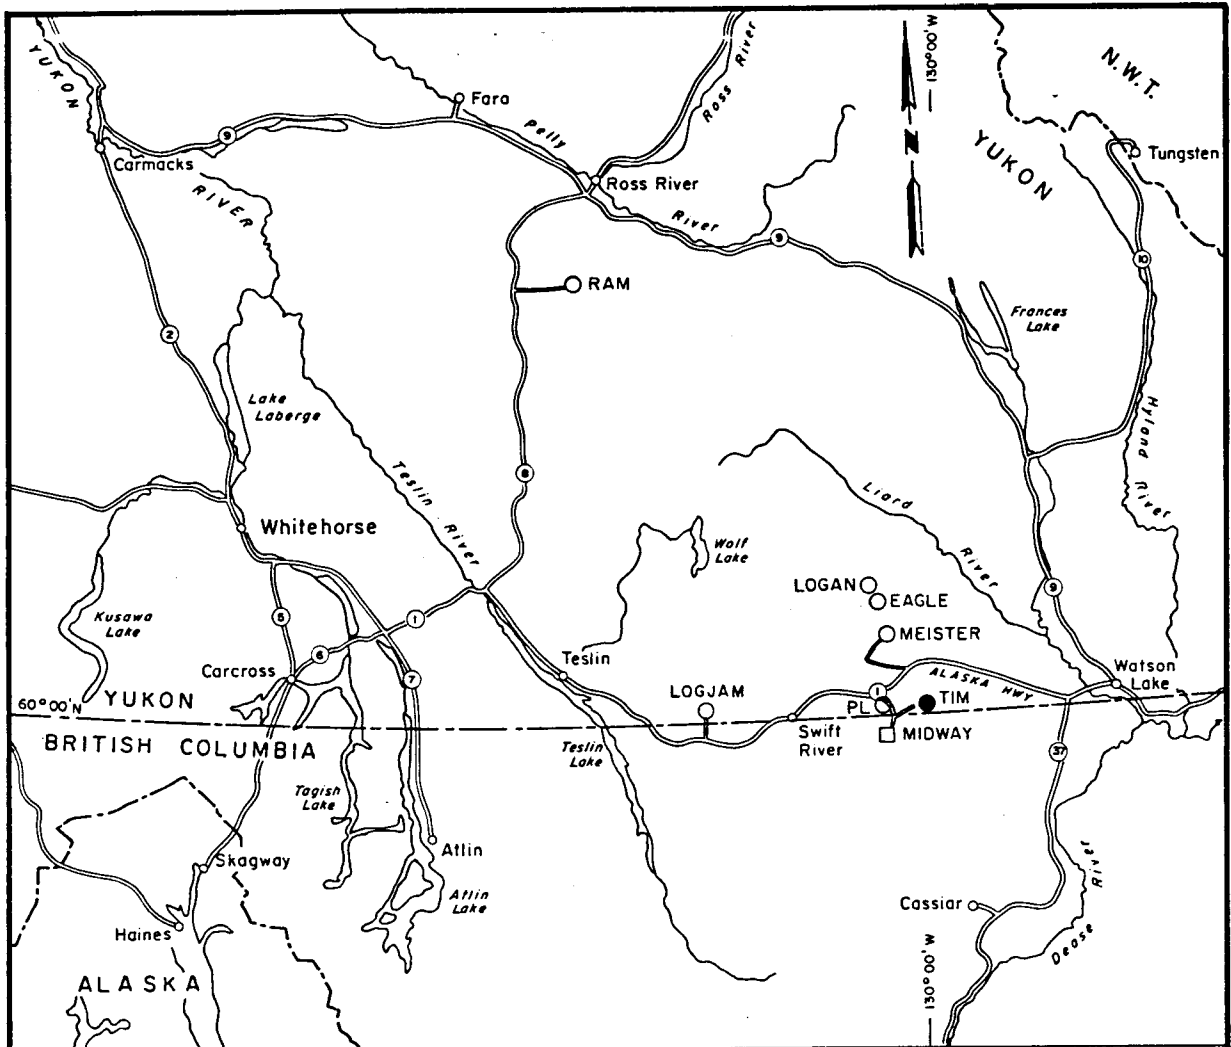 YUKON
RIVER
N.W.T.
130°00'W
N
YUKON
Fara
Pelly
River
Ross River
Carmacks
9
Ross River
Tungsten
9
10
RAM
Frances
Lake
2
Lake
Laberge
Hyland River
Teslin River
8
Liard
River
Whitehorse
Wolf
Lake
LOGAN
EAGLE
9
Kusawa
Lake
5
1
MEISTER
6
Carcross
Teslin
7
Watson
Lake
ALASKA HWY
LOGJAM
1
TIM
PL
60°00'N
YUKON
BRITISH COLUMBIA
Swift
River
MIDWAY
Teslin
Lake
37
Tagish
Lake
Atlin
Skagway
River
Dease
Atlin
Lake
Cassiar
Haines
130°00'W
ALASKA